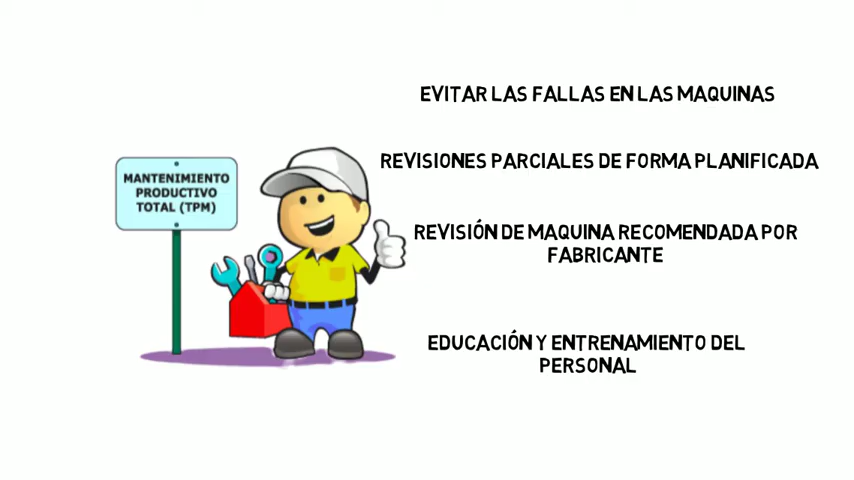 EVITAR LAS FALLAS EN LAS MAQUINAS
REVISIONES PARCIALES DE FORMA PLANIFICADA
MANTENIMIENTO
PRODUCTIVO
TOTAL (TPM)
REVISIÓN DE MAQUINA RECOMENDADA POR
FABRICANTE
EDUCACIÓN Y ENTRENAMIENTO DEL
PERSONAL